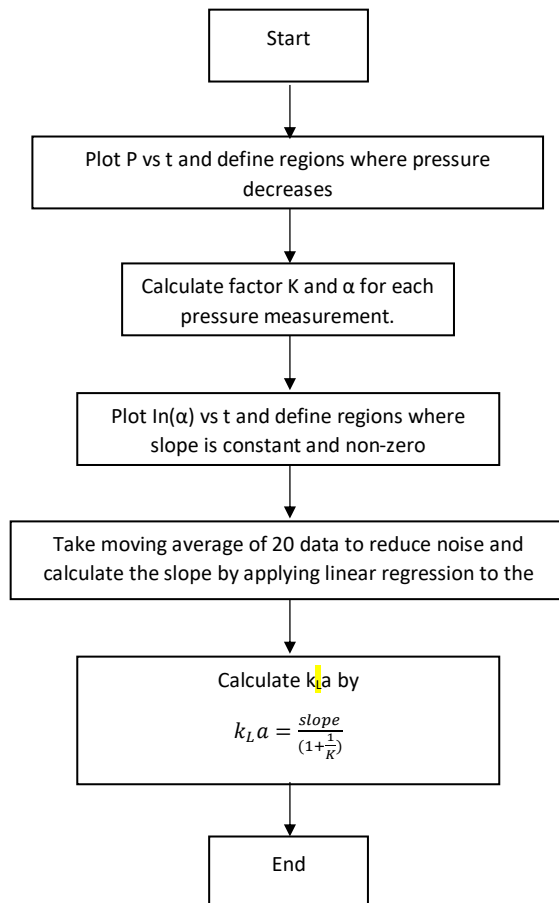 Start
Plot P vs t and define regions where pressure
decreases
Calculate factor K and α for each
pressure measurement.
Plot In(α) vs t and define regions where
slope is constant and non-zero
Take moving average of 20 data to reduce noise and
calculate the slope by applying linear regression to the
Calculate kLa by
k_L a = slope / (1 + 1/K)
End